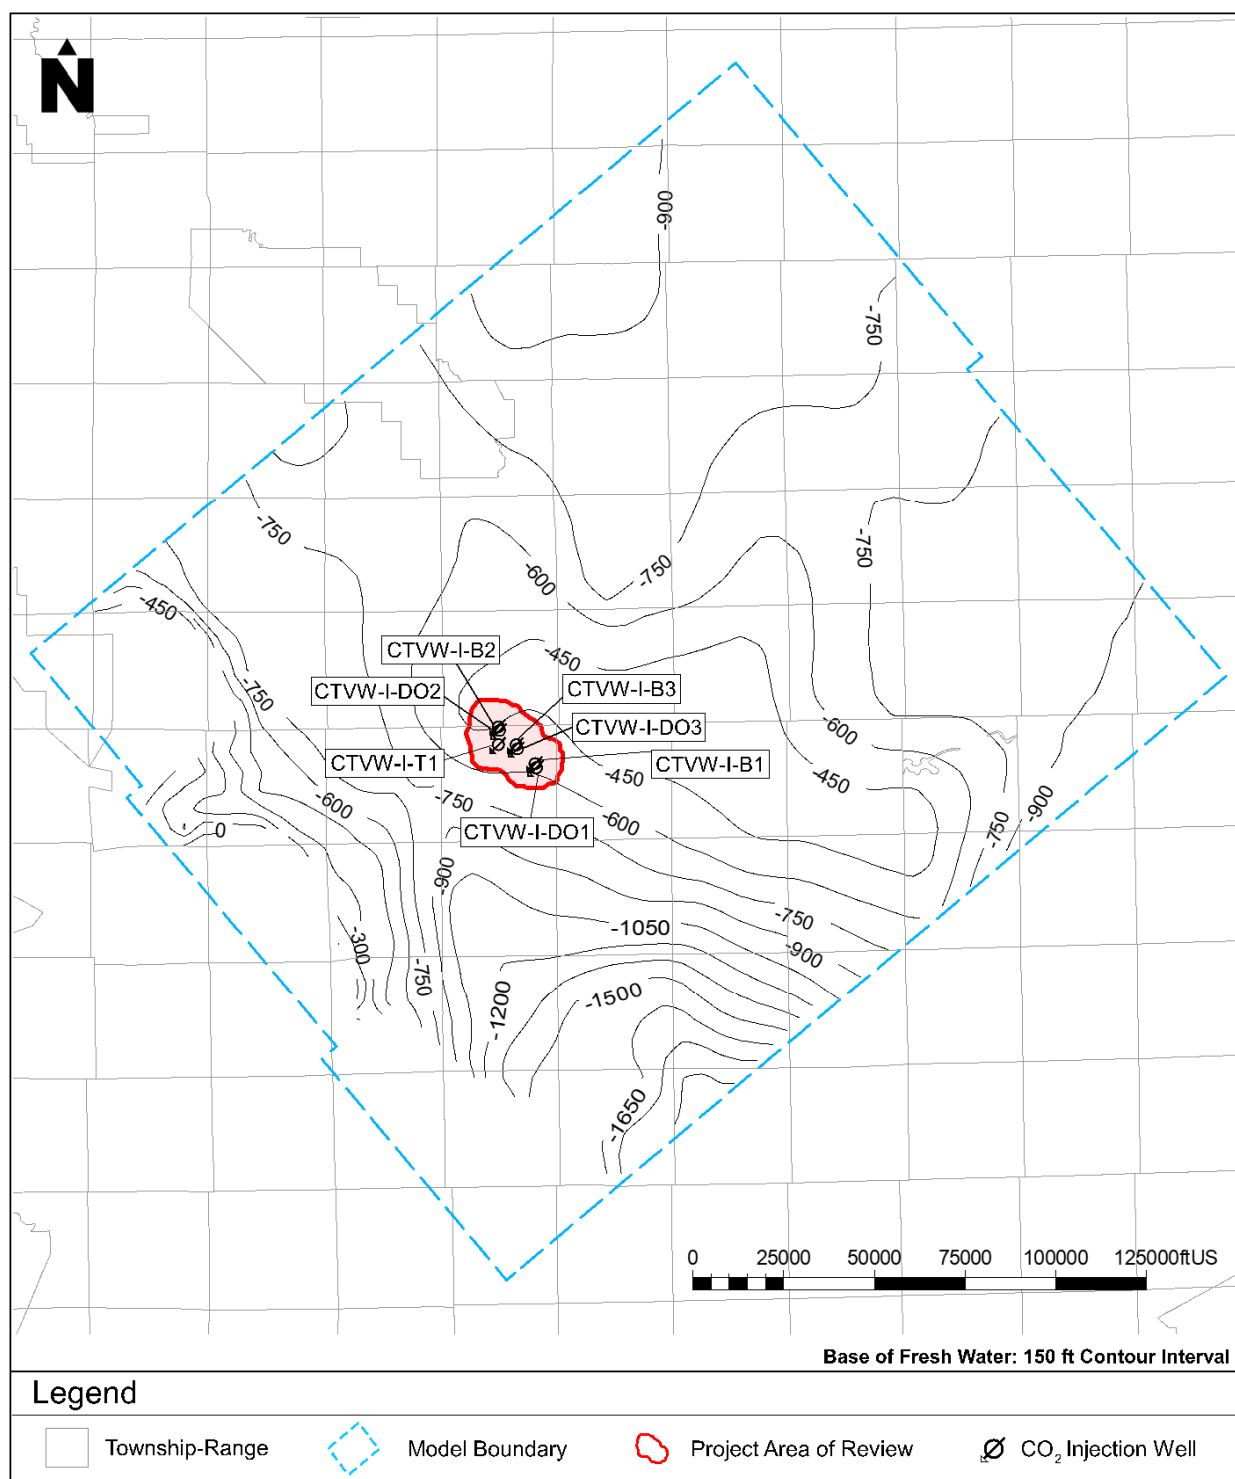 N
-900
-750
-750
-750
-600
-750
-450
-450
CTVW-I-B2
CTVW-I-DO2
CTVW-I-B3
-750
CTVW-I-DO3
-600
CTVW-I-T1
CTVW-I-B1
-450
-450
-750
-600
-600
-900
-750
0
CTVW-I-DO1
-900
-750
-1050
-300
-900
-750
-1200
-1500
-1650
0 25000 50000 75000 100000 125000ftUS
Base of Fresh Water: 150 ft Contour Interval
Legend
Township-Range
Model Boundary
Project Area of Review
CO2 Injection Well